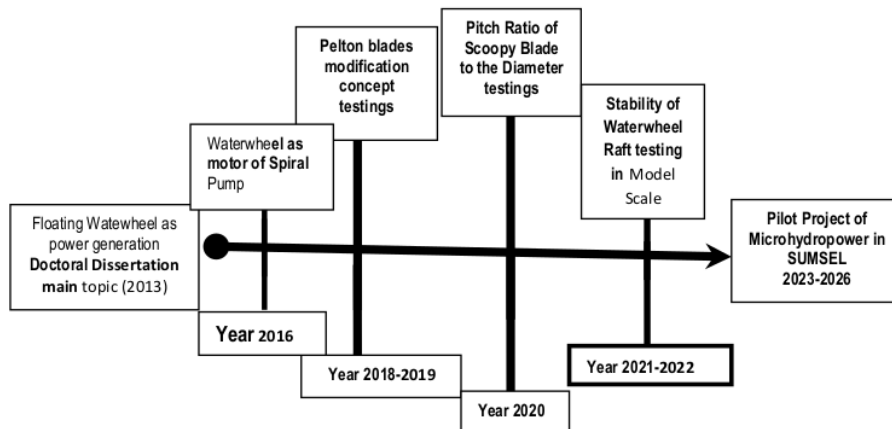 Floating Watewheel as
power generation
Doctoral Dissertation
main topic (2013)
Waterwheel as
motor of Spiral
Pump
Year 2016
Pelton blades
modification
concept
testings
Year 2018-2019
Pitch Ratio of
Scoopy Blade
to the Diameter
testings
Year 2020
Stability of
Waterwheel
Raft testing
in Model
Scale
Year 2021-2022
Pilot Project of
Microhydropower in
SUMSEL
2023-2026